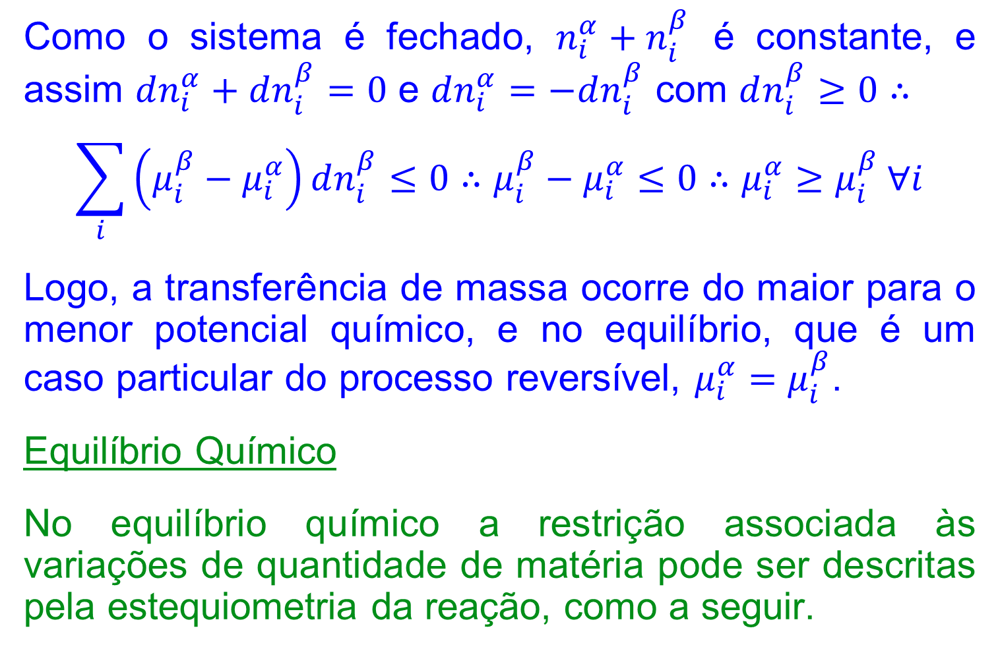 Como o sistema é fechado, $n_i^\alpha + n_i^\beta$ é constante, e
assim $dn_i^\alpha + dn_i^\beta = 0$ e $dn_i^\alpha = -dn_i^\beta$ com $dn_i^\beta \geq 0 \therefore$
$\sum_i \left(\mu_i^\beta - \mu_i^\alpha\right) dn_i^\beta \leq 0 \therefore \mu_i^\beta - \mu_i^\alpha \leq 0 \therefore \mu_i^\alpha \geq \mu_i^\beta \; \forall i$
Logo, a transferência de massa ocorre do maior para o
menor potencial químico, e no equilíbrio, que é um
caso particular do processo reversível, $\mu_i^\alpha = \mu_i^\beta$.
Equilíbrio Químico
No equilíbrio químico a restrição associada às
variações de quantidade de matéria pode ser descritas
pela estequiometria da reação, como a seguir.